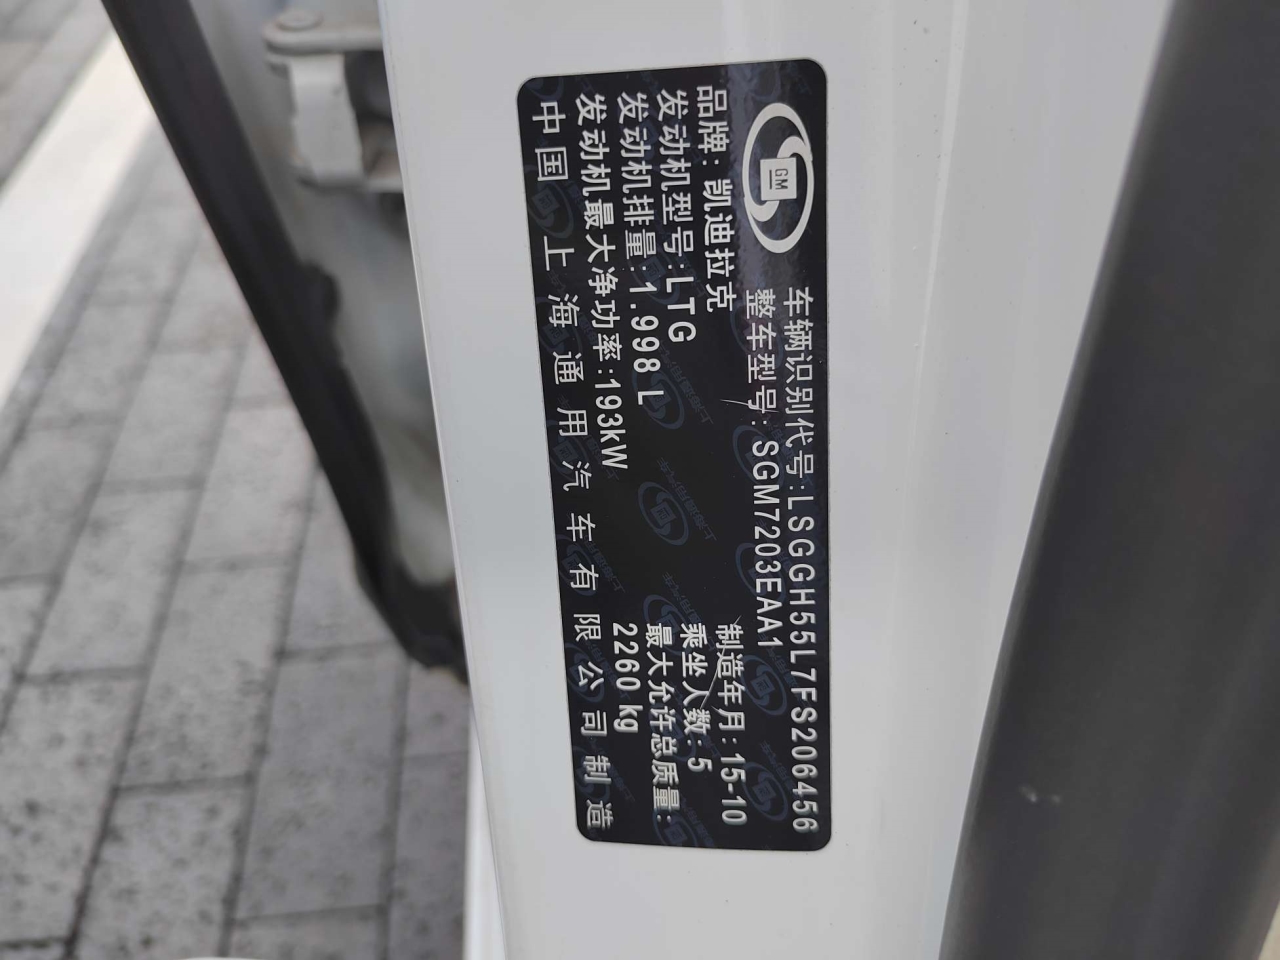 GM
车辆识别代号:LSGGH55L7FS206456
整车型号:SGM7203EAA1
品牌:凯迪拉克
制造年月:15-10
发动机型号:LTG
乘坐人数:5
发动机排量:1.998 L
最大允许总质量:
发动机最大净功率:193kW
2260 kg
中国 上海通用汽车有限公司制造